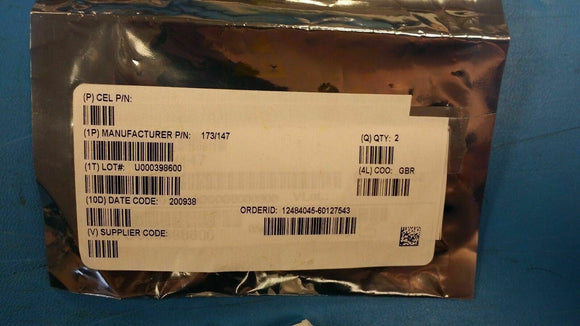 (P) CEL P/N:
(1P) MANUFACTURER P/N: 173/147
(Q) QTY: 2
(1T) LOT#: U000398600
(4L) COO: GBR
(10D) DATE CODE: 200938
ORDERID: 12484045-60127543
(V) SUPPLIER CODE: